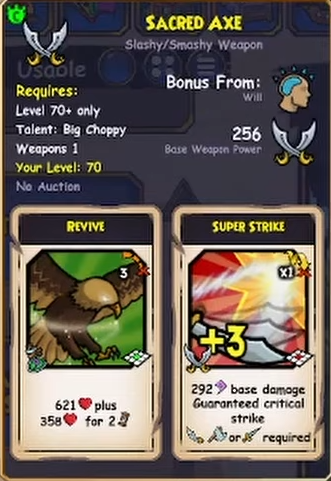 SACRED AXE
Slashy/Smashy Weapon
Usable
Requires:
Level 70+ only
Talent: Big Choppy
Weapons 1
Your Level: 70
No Auction
Bonus From:
Will
256
Base Weapon Power
REVIVE
3
621 plus
358 for 2
SUPER STRIKE
x1
+3
292 base damage
Guaranteed critical
strike
or required